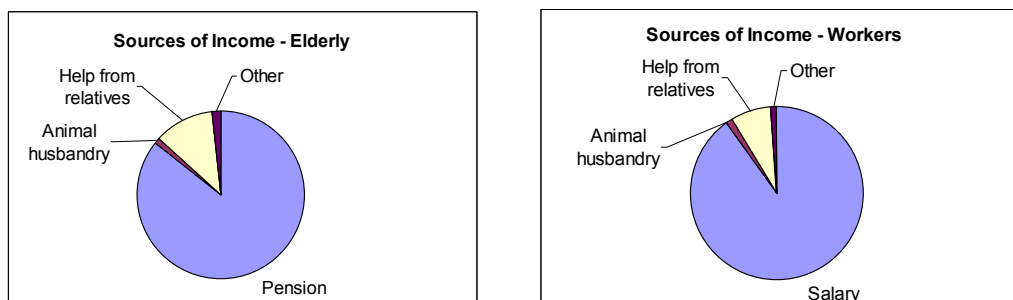 Sources of Income - Elderly
Help from
relatives
Other
Animal
husbandry
Pension
Sources of Income - Workers
Help from
relatives
Other
Animal
husbandry
Salary